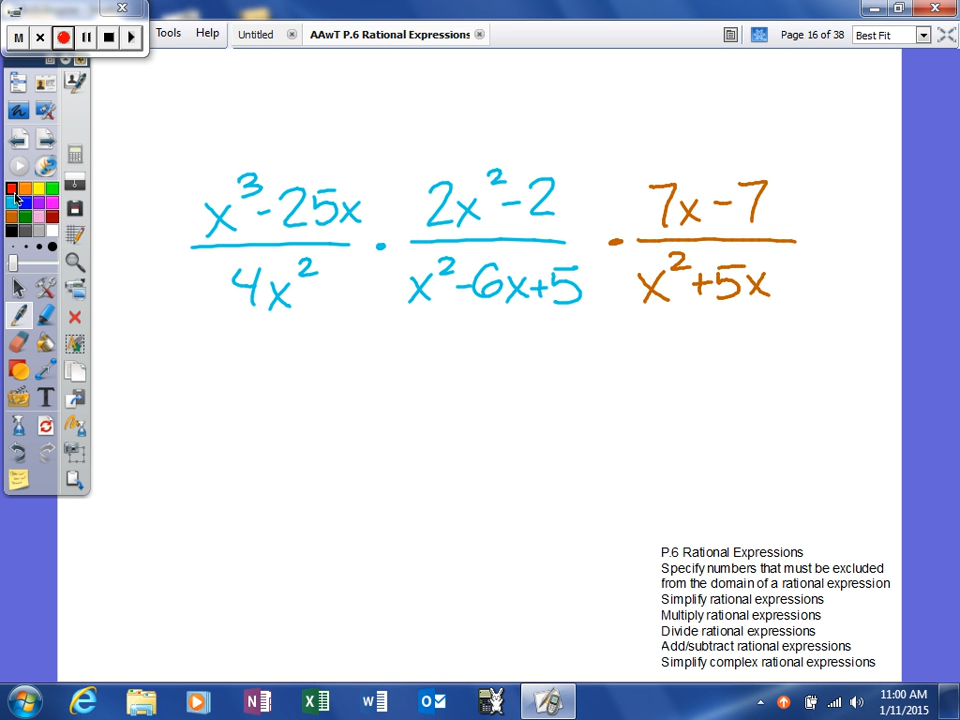 M
Tools Help Untitled AAwT P.6 Rational Expressions Page 16 of 38 Best Fit
x³-25x 2x²-2 7x-7
4x² · x²-6x+5 · x²+5x
P.6 Rational Expressions
Specify numbers that must be excluded
from the domain of a rational expression
Simplify rational expressions
Multiply rational expressions
Divide rational expressions
Add/subtract rational expressions
Simplify complex rational expressions
11:00 AM
1/11/2015